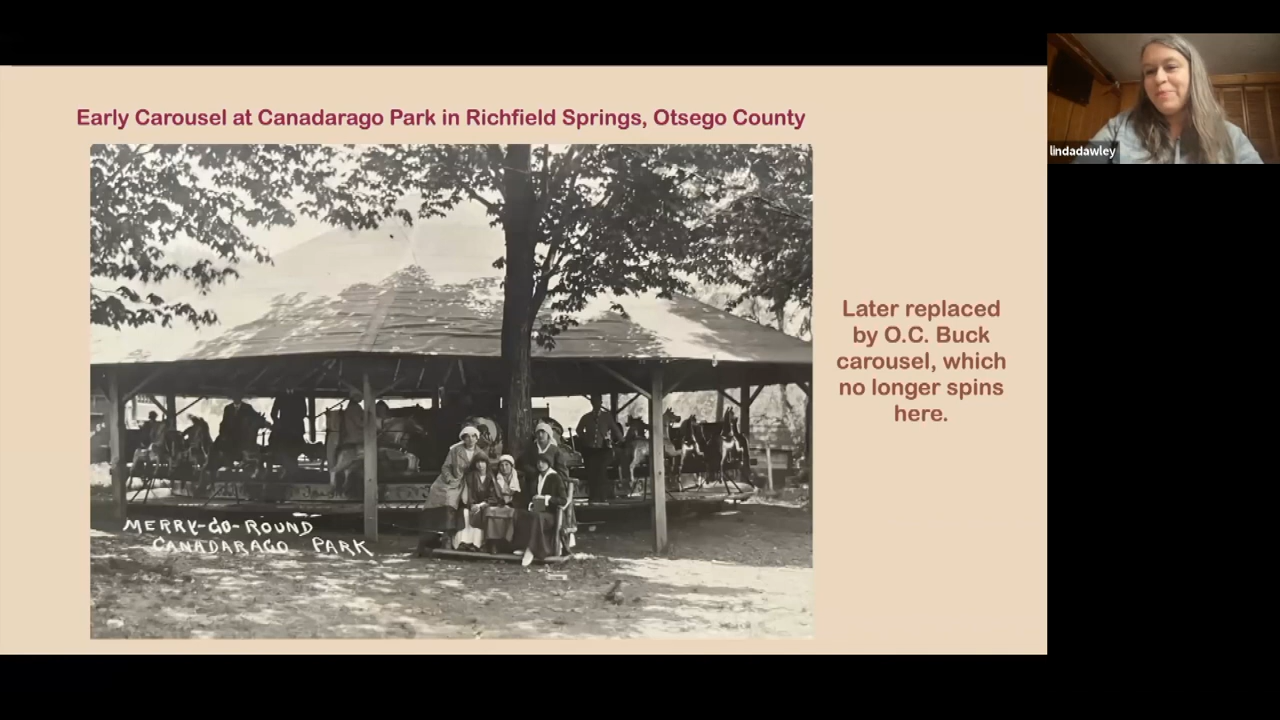 Early Carousel at Canadarago Park in Richfield Springs, Otsego County
MERRY-GO-ROUND
CANADARAGO PARK
Later replaced
by O.C. Buck
carousel, which
no longer spins
here.
lindadawley